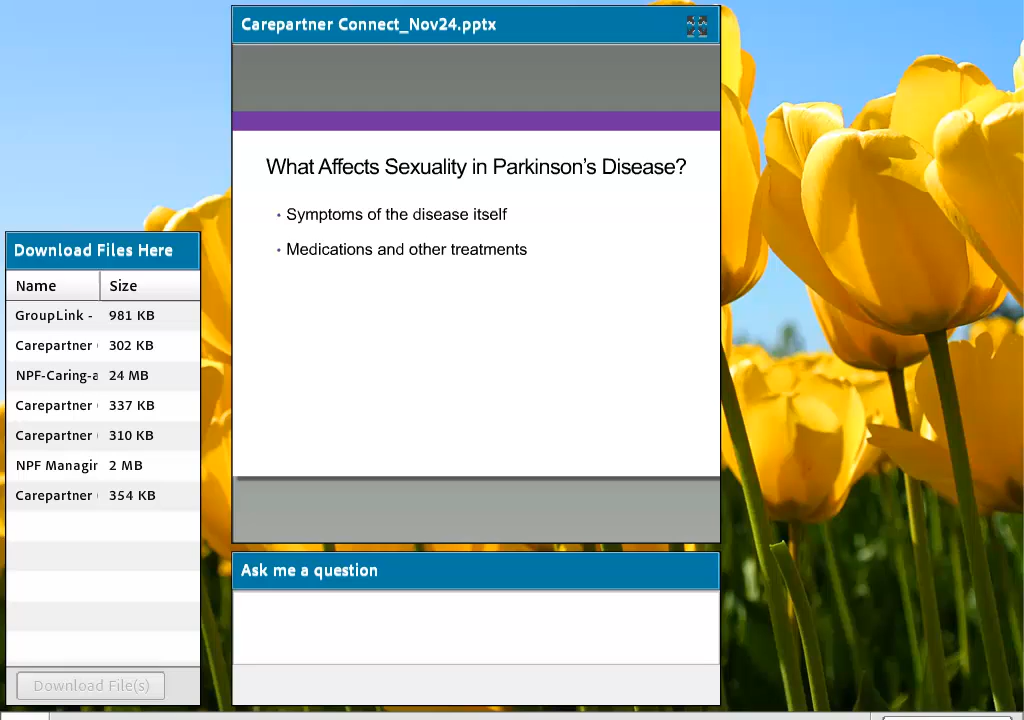 Carepartner Connect_Nov24.pptx
What Affects Sexuality in Parkinson's Disease?
• Symptoms of the disease itself
• Medications and other treatments
Download Files Here
Name Size
GroupLink - 981 KB
Carepartner 302 KB
NPF-Caring-a 24 MB
Carepartner 337 KB
Carepartner 310 KB
NPF Managin 2 MB
Carepartner 354 KB
Download File(s)
Ask me a question